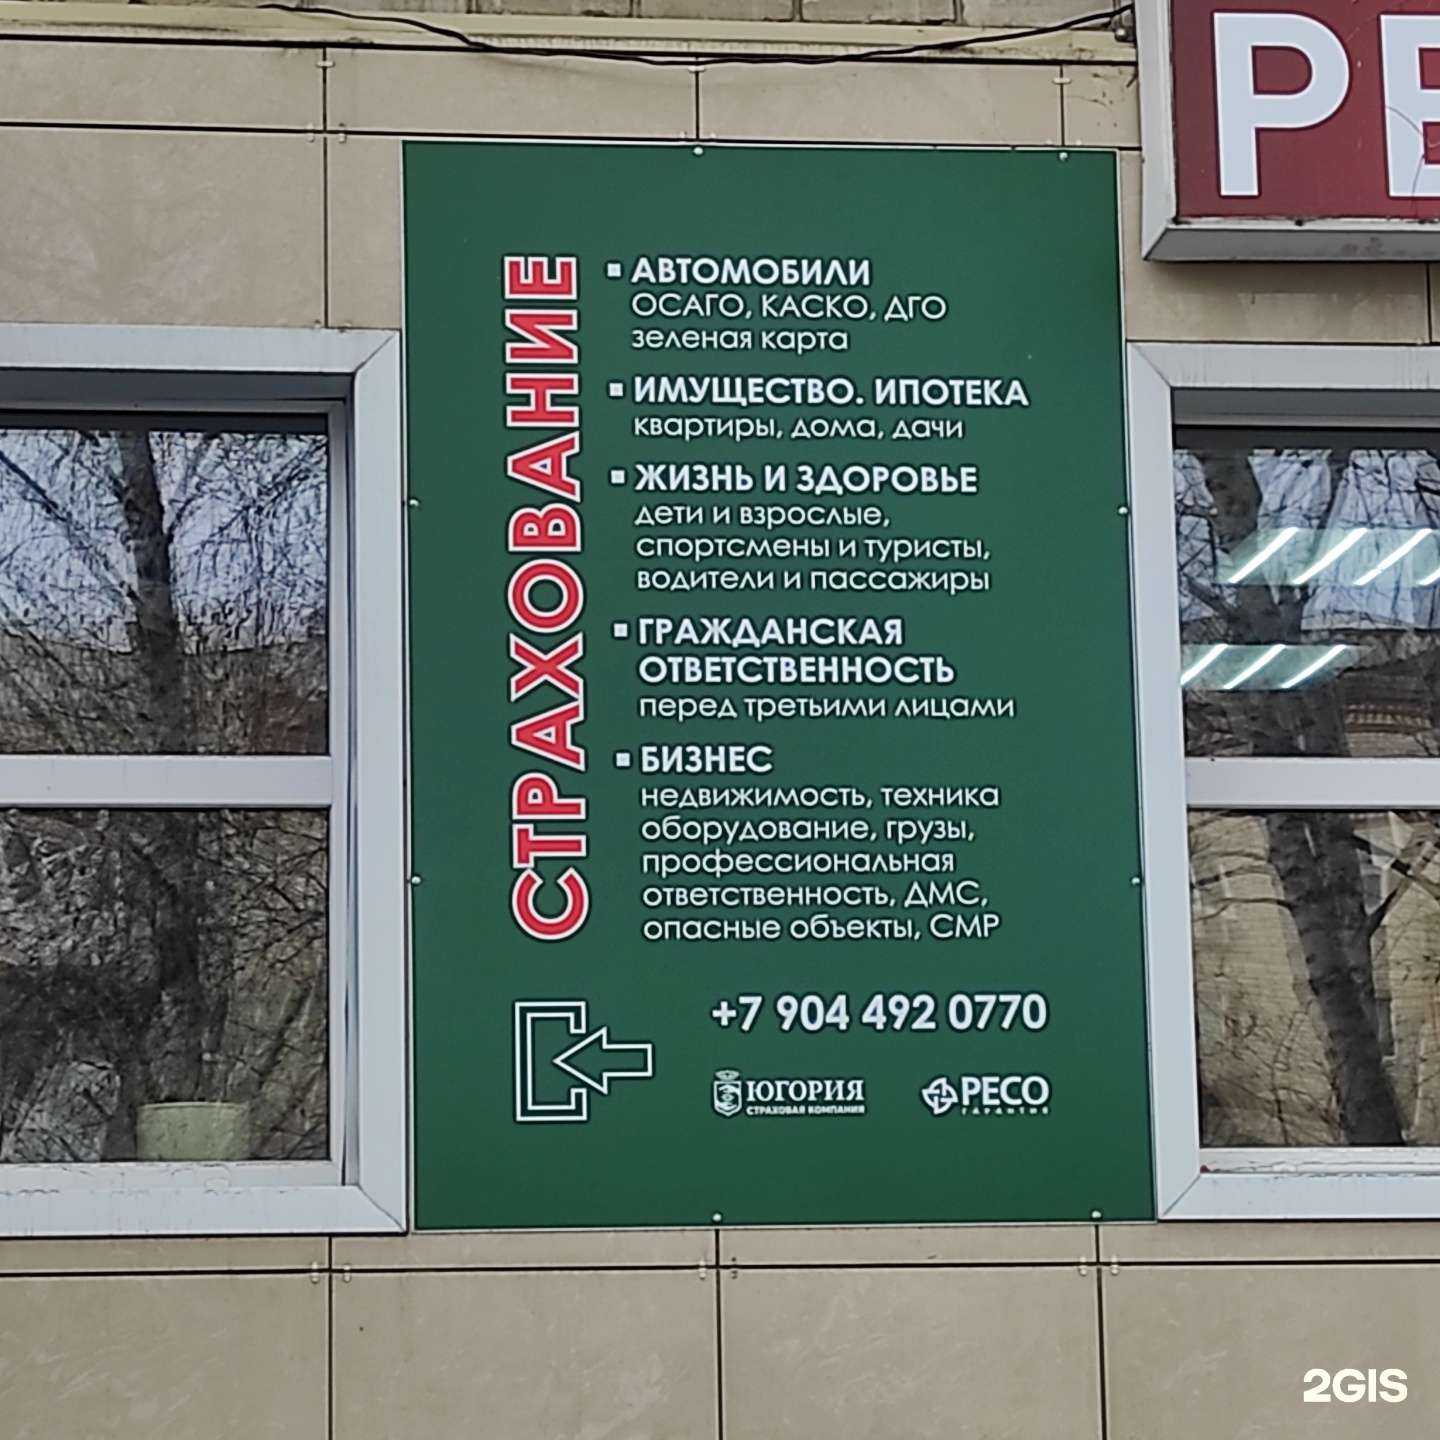 СТРАХОВАНИЕ
АВТОМОБИЛИ
ОСАГО, КАСКО, ДГО
зеленая карта
ИМУЩЕСТВО. ИПОТЕКА
квартиры, дома, дачи
ЖИЗНЬ И ЗДОРОВЬЕ
дети и взрослые,
спортсмены и туристы,
водители и пассажиры
ГРАЖДАНСКАЯ
ОТВЕТСТВЕННОСТЬ
перед третьими лицами
БИЗНЕС
недвижимость, техника
оборудование, грузы,
профессиональная
ответственность, ДМС,
опасные объекты, СМР
+7 904 492 0770
ЮГОРИЯ
СТРАХОВАЯ КОМПАНИЯ
РЕСО
ГАРАНТИЯ
2GIS